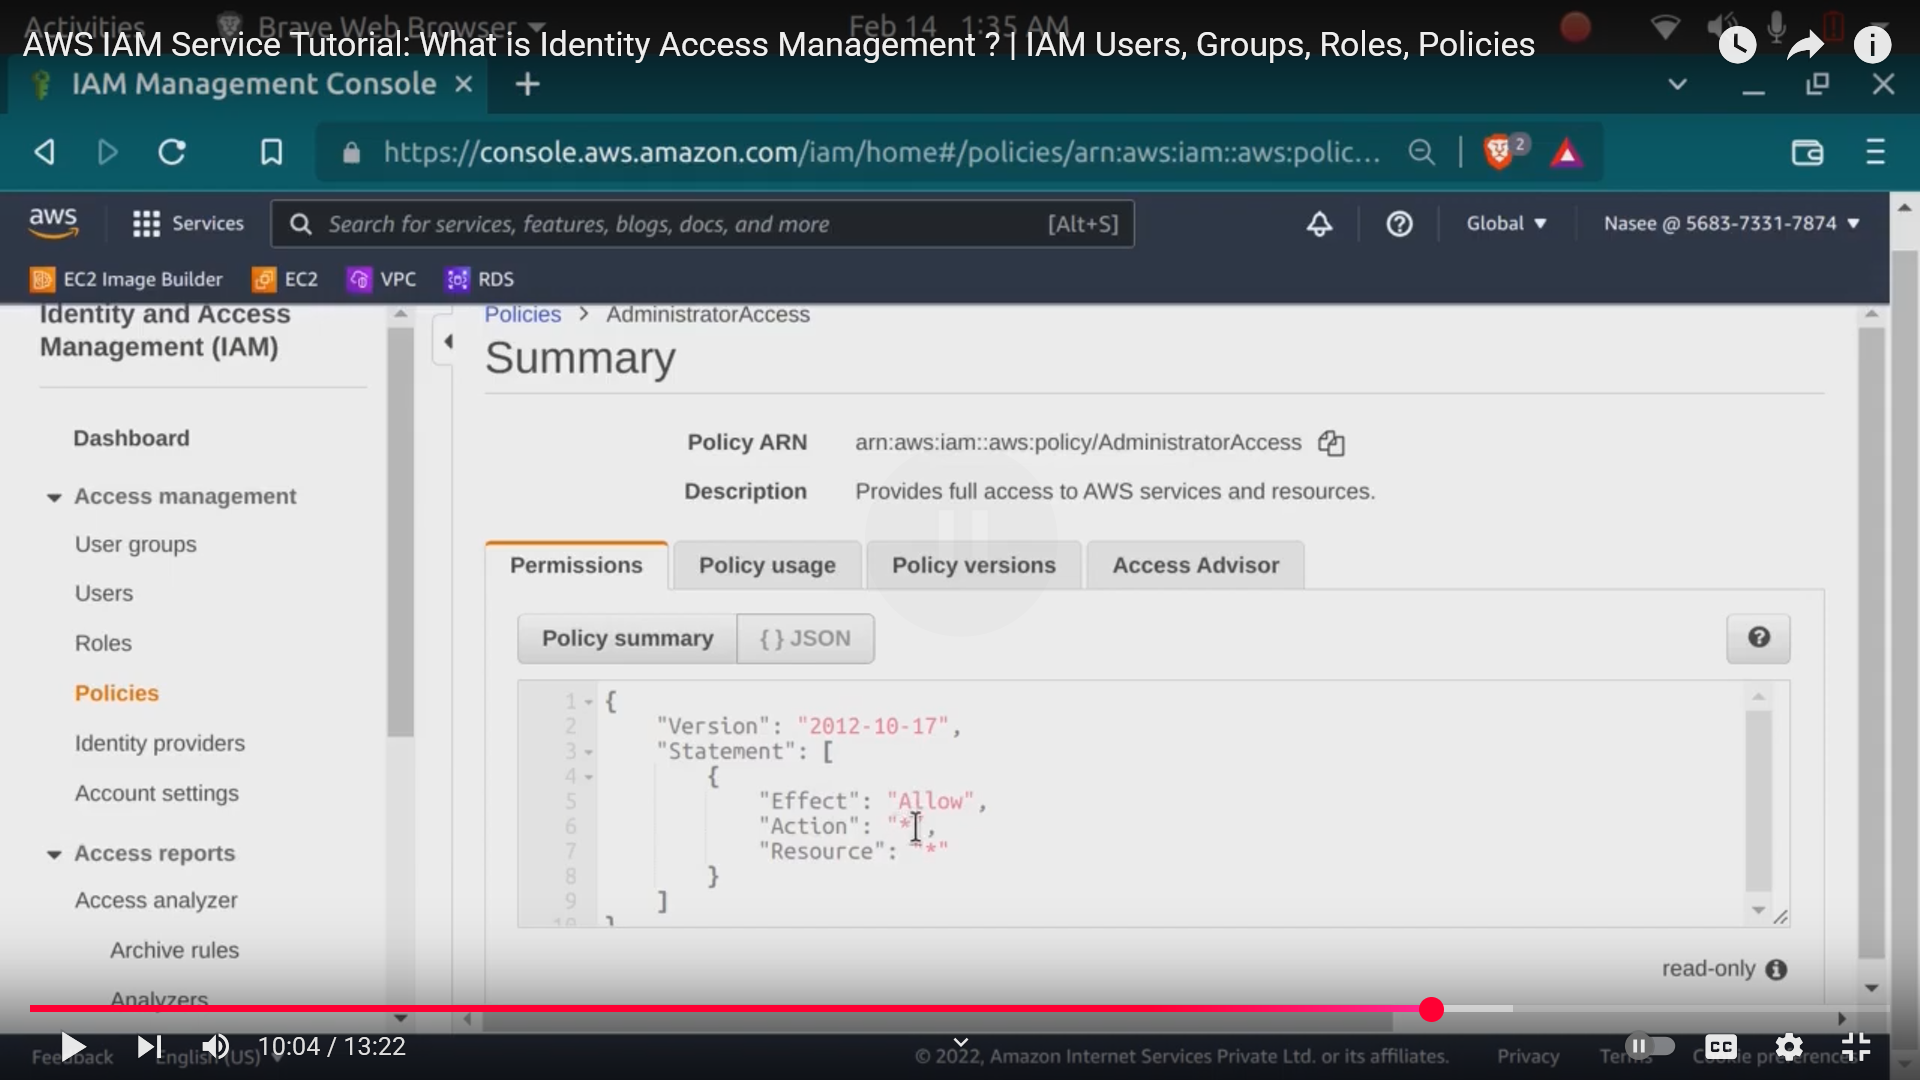 Activities
Brave Web Browser
Feb 14 1:35 AM
AWS IAM Service Tutorial: What is Identity Access Management ? | IAM Users, Groups, Roles, Policies
IAM Management Console
https://console.aws.amazon.com/iam/home#/policies/arn:aws:iam::aws:polic...
2
aws
Services
Search for services, features, blogs, docs, and more [Alt+S]
Global
Nasee @ 5683-7331-7874
EC2 Image Builder
EC2
VPC
RDS
Identity and Access
Management (IAM)
Dashboard
Access management
User groups
Users
Roles
Policies
Identity providers
Account settings
Access reports
Access analyzer
Archive rules
Analyzers
Policies > AdministratorAccess
Summary
Policy ARN arn:aws:iam::aws:policy/AdministratorAccess
Description Provides full access to AWS services and resources.
Permissions
Policy usage
Policy versions
Access Advisor
Policy summary
{ } JSON
1 {
2 "Version": "2012-10-17",
3 "Statement": [
4 {
5 "Effect": "Allow",
6 "Action": "*",
7 "Resource": "*"
8 }
9 ]
10 }
read-only
10:04 / 13:22
CC
Feedback
English (US)
© 2022, Amazon Internet Services Private Ltd. or its affiliates.
Privacy
Terms
Cookie preferences